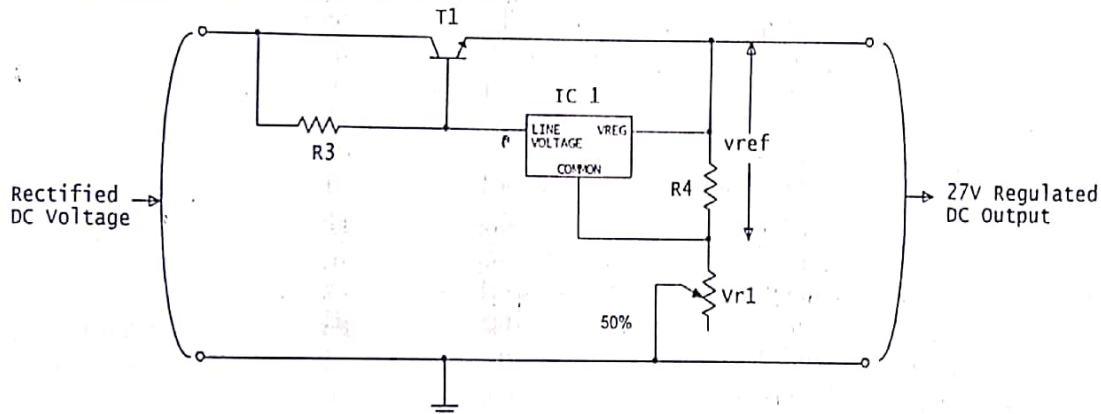 T1
IC 1
LINE VREG
VOLTAGE
COMMON
R3
vref
R4
Rectified
DC Voltage
27V Regulated
DC Output
Vr1
50%